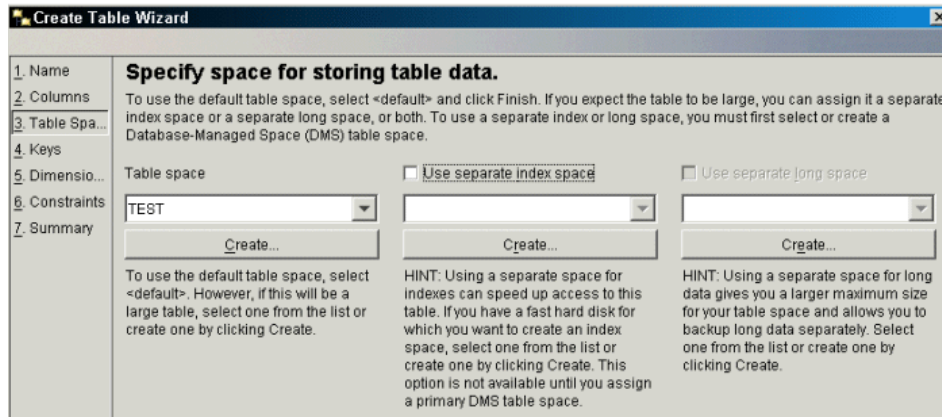 Create Table Wizard
1. Name
2. Columns
3. Table Spa...
4. Keys
5. Dimensio...
6. Constraints
7. Summary
Specify space for storing table data.
To use the default table space, select <default> and click Finish. If you expect the table to be large, you can assign it a separate
index space or a separate long space, or both. To use a separate index or long space, you must first select or create a
Database-Managed Space (DMS) table space.
Table space
TEST
Create...
To use the default table space, select
<default>. However, if this will be a
large table, select one from the list or
create one by clicking Create.
Use separate index space
Create...
HINT: Using a separate space for
indexes can speed up access to this
table. If you have a fast hard disk for
which you want to create an index
space, select one from the list or
create one by clicking Create. This
option is not available until you assign
a primary DMS table space.
Use separate long space
Create...
HINT: Using a separate space for long
data gives you a larger maximum size
for your table space and allows you to
backup long data separately. Select
one from the list or create one by
clicking Create.